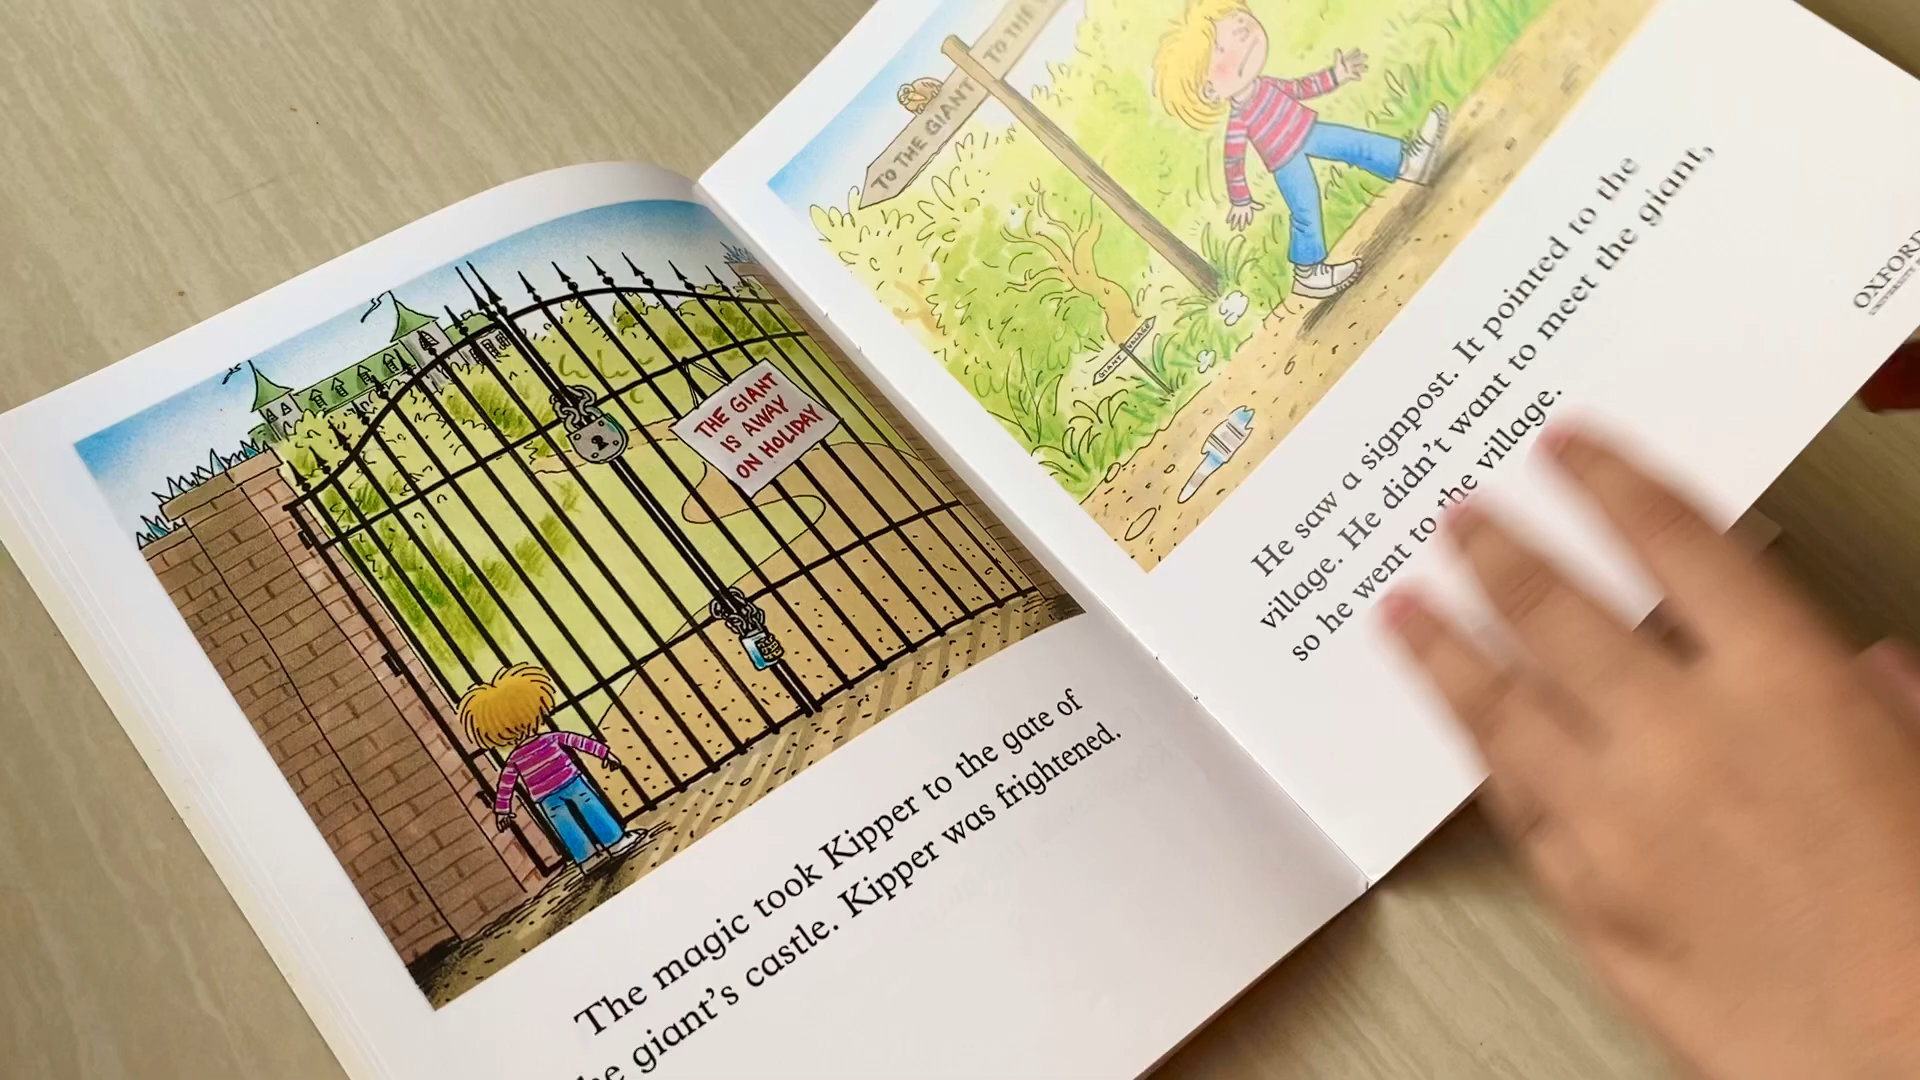 THE GIANT
IS AWAY
ON HOLIDAY
The magic took Kipper to the gate of
the giant's castle. Kipper was frightened.
TO THE GIANT
TO THE
GIANT
VILLAGE
He saw a signpost. It pointed to the
village. He didn't want to meet the giant,
so he went to the village.
OXFORD